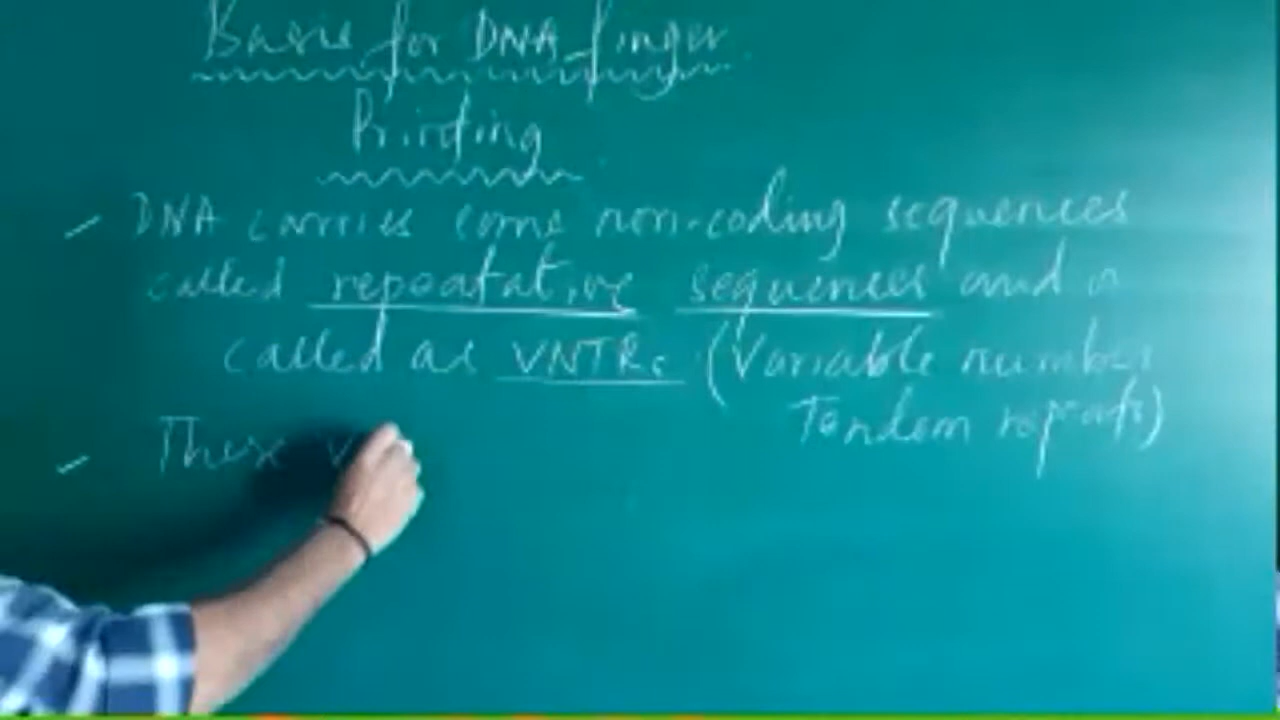 Basis for DNA finger
Printing
DNA carries some non-coding sequences
called repeatative sequences and
called as VNTRs (Variable number
Tendem repeats)
These